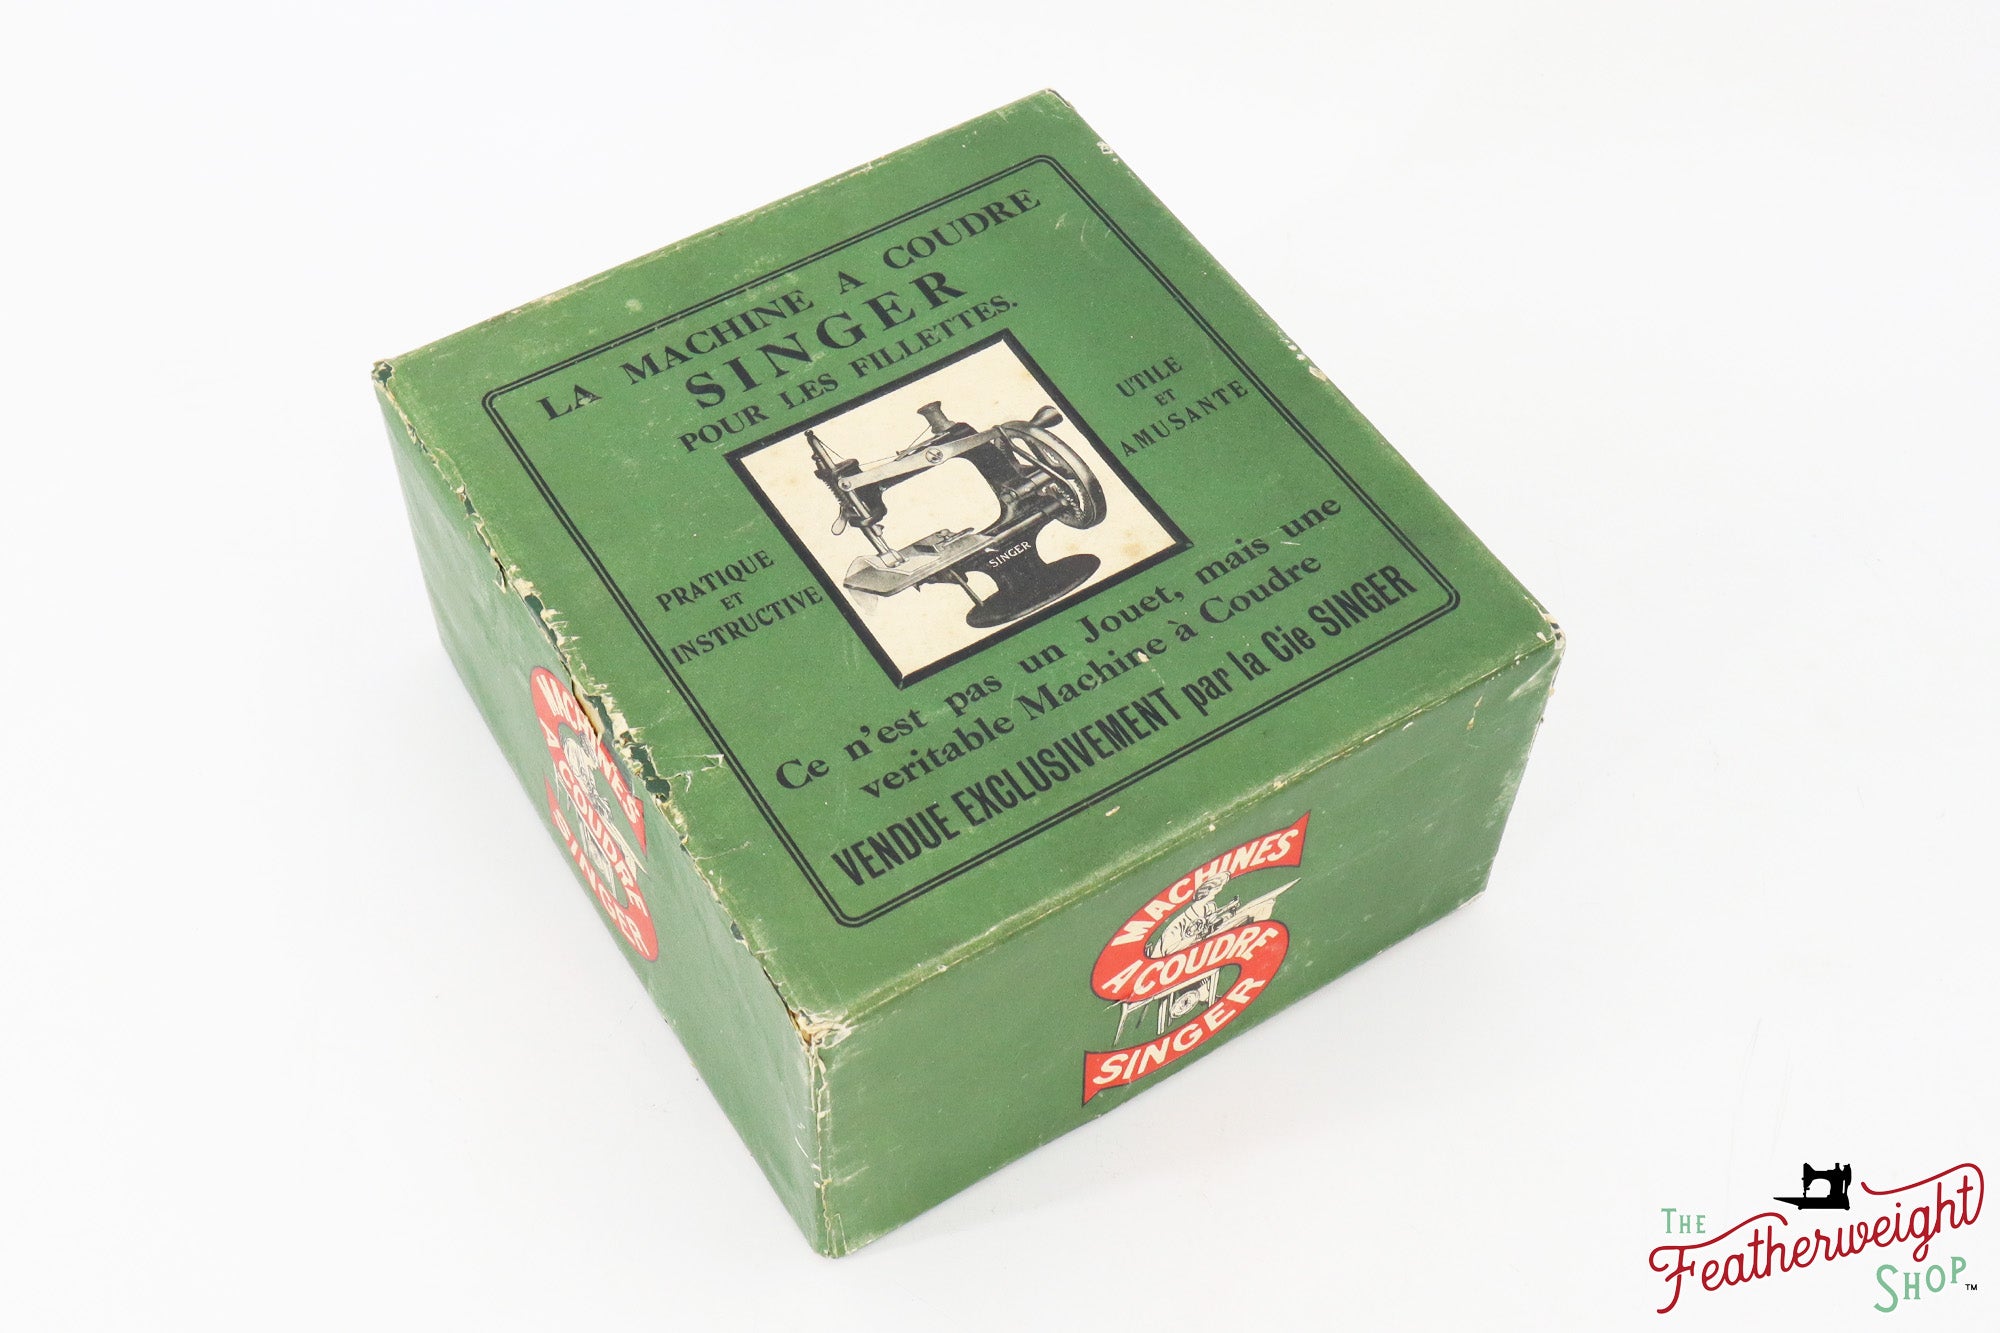 LA MACHINE A COUDRE
SINGER
POUR LES FILLETTES.
PRATIQUE
ET
INSTRUCTIVE
UTILE
ET
AMUSANTE
SINGER
Ce n'est pas un Jouet, mais une
veritable Machine à Coudre
VENDUE EXCLUSIVEMENT par la Cie SINGER
MACHINES
A COUDRE
SINGER
MACHINES
A COUDRE
SINGER
THE
Featherweight
SHOP™